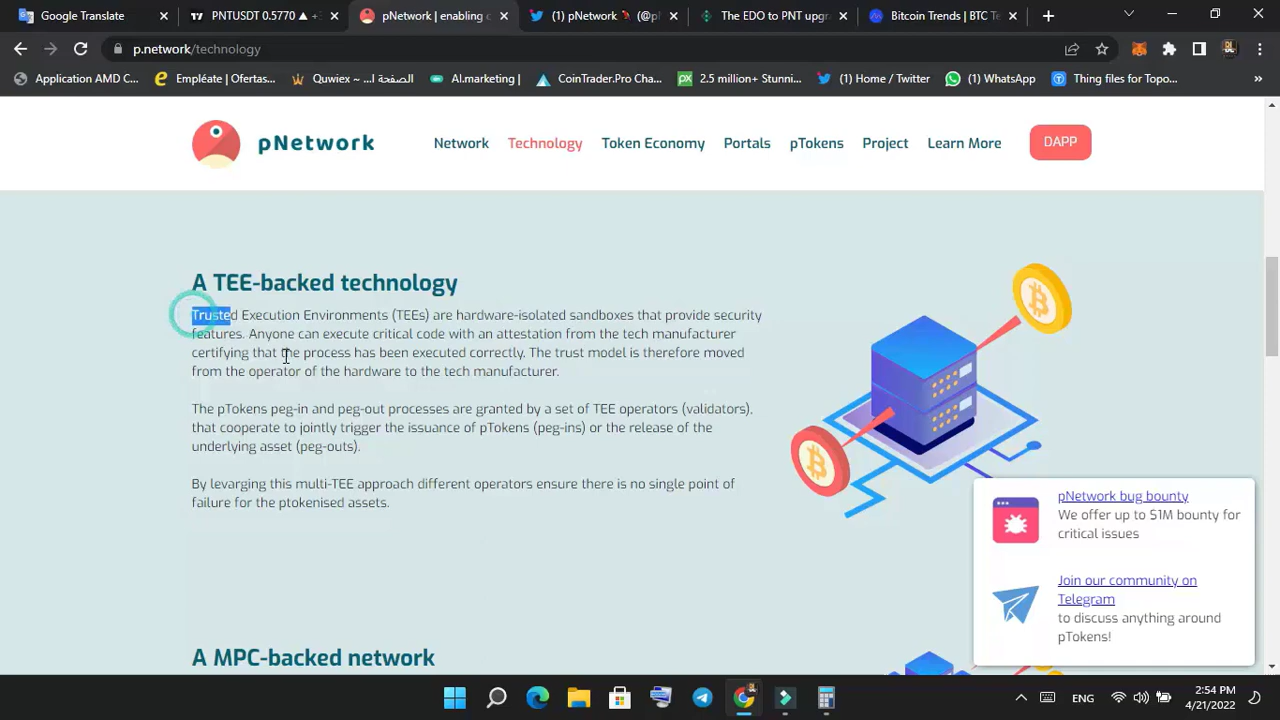 Google Translate
PNTUSDT 0.5770 ▲ +3
pNetwork | enabling c
(1) pNetwork 🦜 (@p
The EDO to PNT upgr
Bitcoin Trends | BTC Te
p.network/technology
Application AMD C...
Empléate | Ofertas...
Quwiex ~ الصفحة ا...
AI.marketing |
CoinTrader.Pro Cha...
2.5 million+ Stunni...
(1) Home / Twitter
(1) WhatsApp
Thing files for Topo...
»
pNetwork
Network
Technology
Token Economy
Portals
pTokens
Project
Learn More
DAPP
A TEE-backed technology
Trusted Execution Environments (TEEs) are hardware-isolated sandboxes that provide security
features. Anyone can execute critical code with an attestation from the tech manufacturer
certifying that the process has been executed correctly. The trust model is therefore moved
from the operator of the hardware to the tech manufacturer.
The pTokens peg-in and peg-out processes are granted by a set of TEE operators (validators),
that cooperate to jointly trigger the issuance of pTokens (peg-ins) or the release of the
underlying asset (peg-outs).
By levarging this multi-TEE approach different operators ensure there is no single point of
failure for the ptokenised assets.
pNetwork bug bounty
We offer up to $1M bounty for
critical issues
Join our community on
Telegram
to discuss anything around
pTokens!
A MPC-backed network
ENG
2:54 PM
4/21/2022